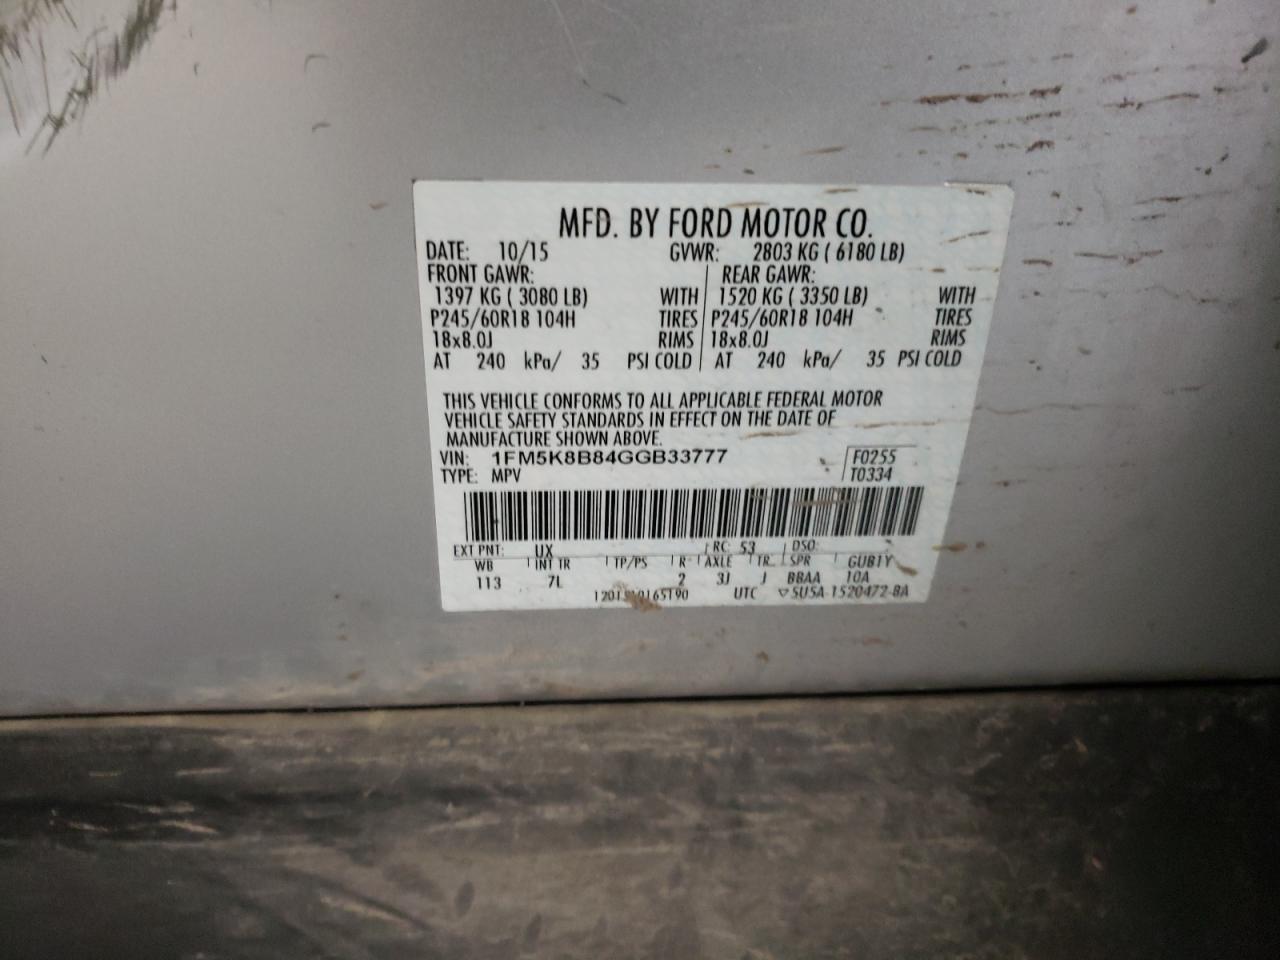 MFD. BY FORD MOTOR CO.
DATE: 10/15 GVWR: 2803 KG ( 6180 LB)
FRONT GAWR: REAR GAWR:
1397 KG ( 3080 LB) WITH 1520 KG ( 3350 LB) WITH
P245/60R18 104H TIRES P245/60R18 104H TIRES
18x8.0J RIMS 18x8.0J RIMS
AT 240 kPa/ 35 PSI COLD AT 240 kPa/ 35 PSI COLD
THIS VEHICLE CONFORMS TO ALL APPLICABLE FEDERAL MOTOR
VEHICLE SAFETY STANDARDS IN EFFECT ON THE DATE OF
MANUFACTURE SHOWN ABOVE.
VIN: 1FM5K8B84GGB33777 F0255
TYPE: MPV T0334
EXT PNT: UX RC: 53 DSO:
WB INT TR TP/PS R AXLE TR SPR GUB1Y
113 7L 2 3J J BBAA 10A
UTC ▽SU5A-1520472-BA